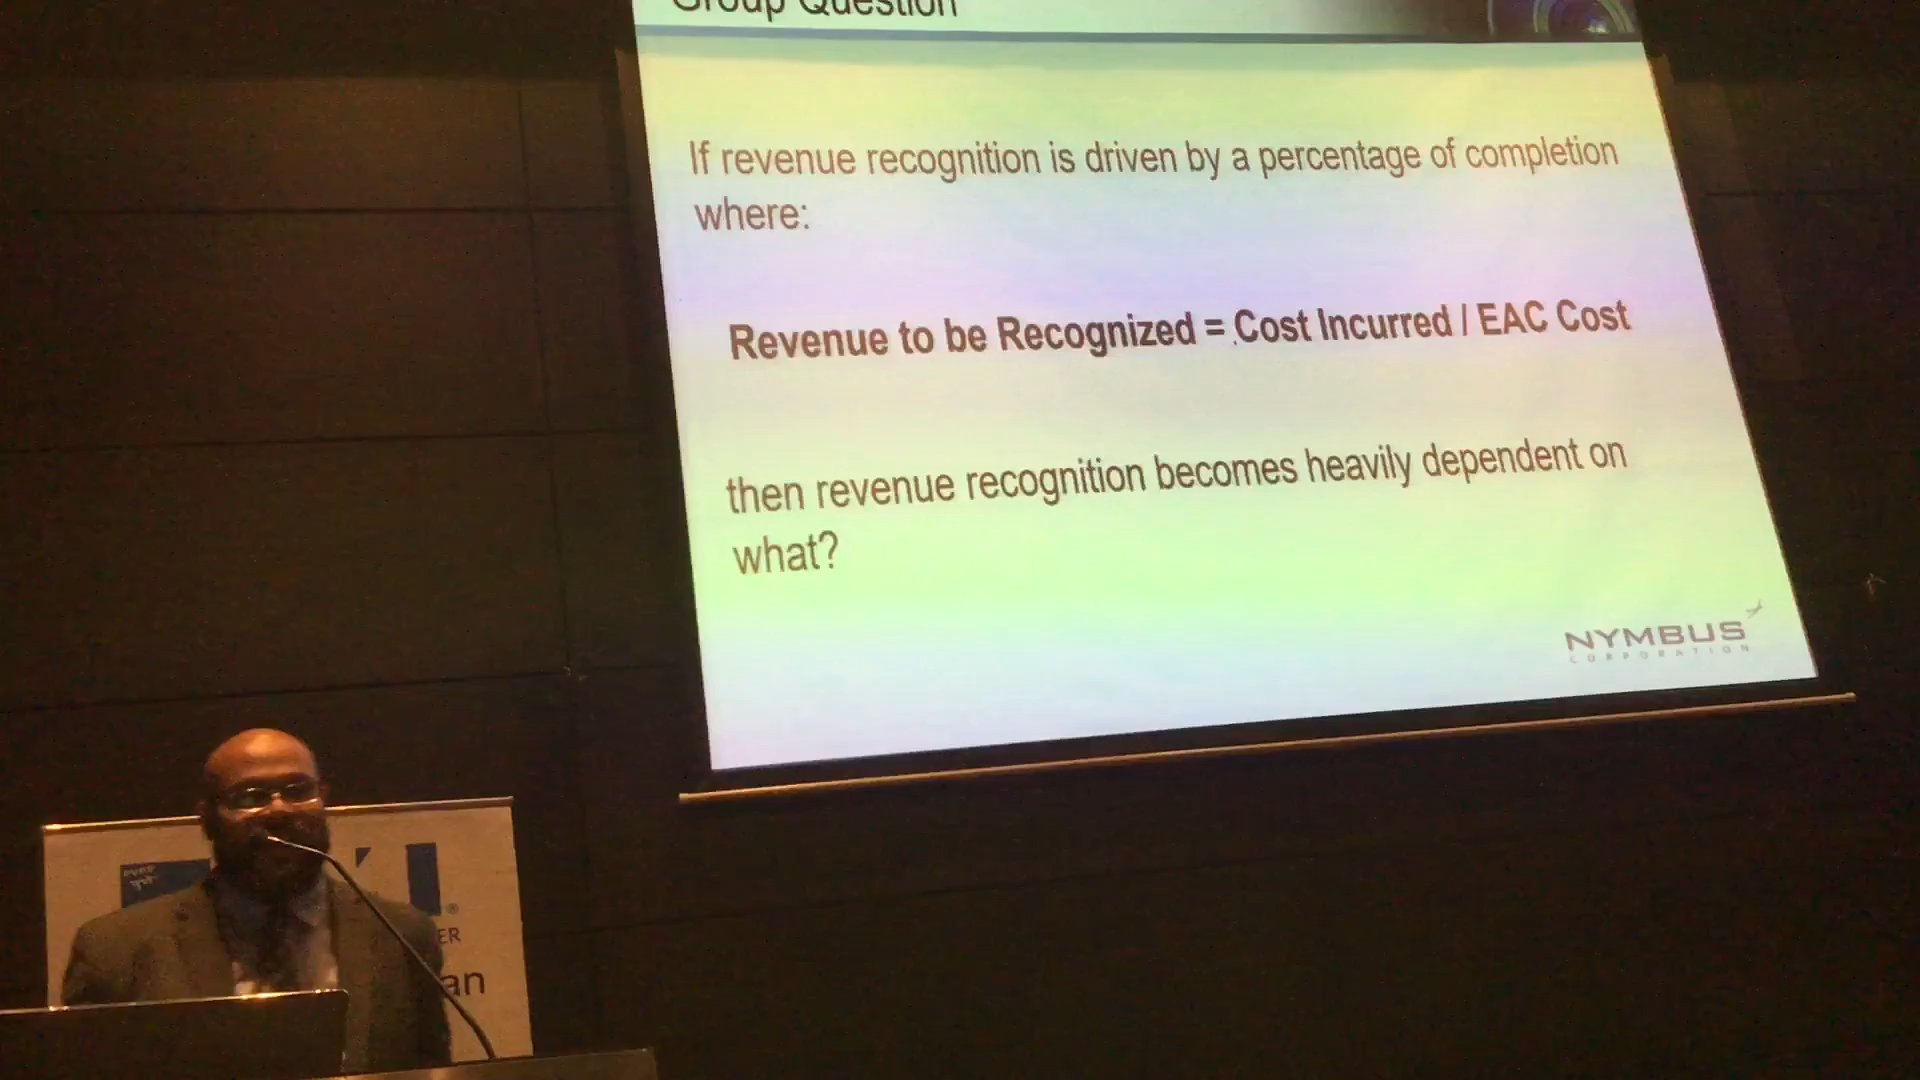 Group Question
If revenue recognition is driven by a percentage of completion
where:
Revenue to be Recognized = Cost Incurred / EAC Cost
then revenue recognition becomes heavily dependent on
what?
NYMBUS
CORPORATION
®
ER
an